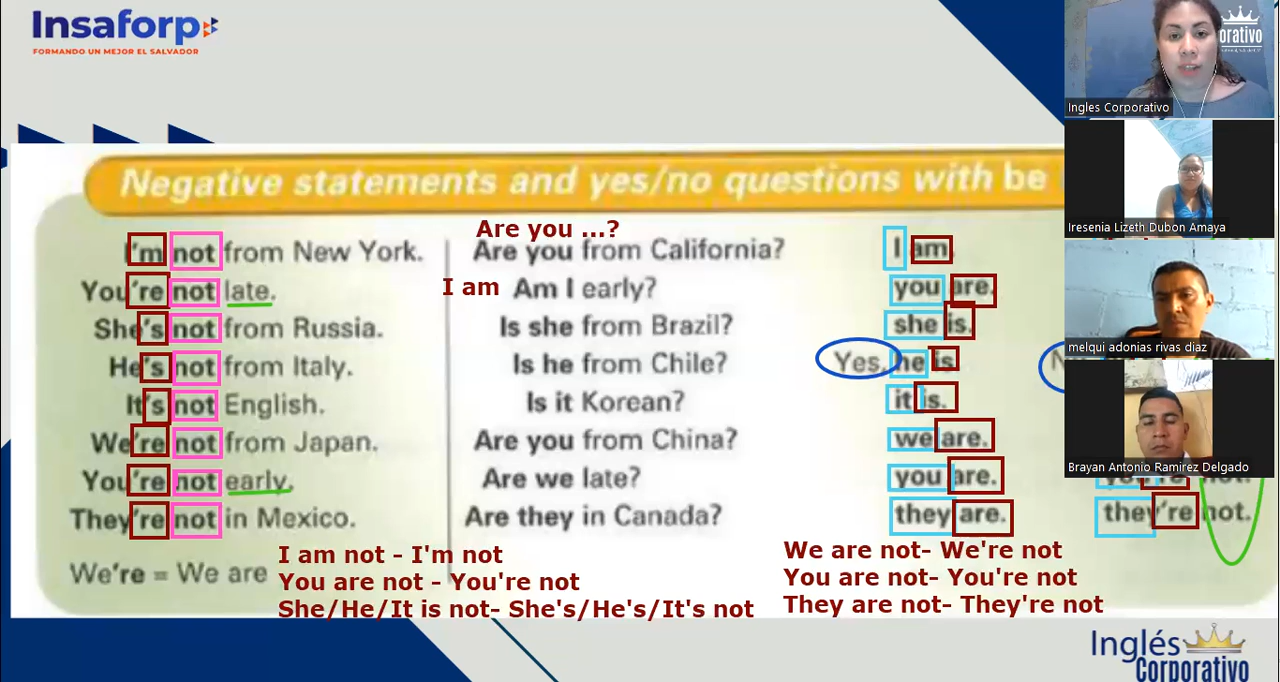 Insaforp
FORMANDO UN MEJOR EL SALVADOR
Negative statements and yes/no questions with be
I'm not from New York.
You're not late.
She's not from Russia.
He's not from Italy.
It's not English.
We're not from Japan.
You're not early.
They're not in Mexico.
We're = We are
Are you ...?
Are you from California?
I am Am I early?
Is she from Brazil?
Is he from Chile?
Is it Korean?
Are you from China?
Are we late?
Are they in Canada?
I am.
you are.
she is.
Yes, he is.
it is.
we are.
you are.
they are.
you're not.
they're not.
I am not - I'm not
You are not - You're not
She/He/It is not- She's/He's/It's not
We are not- We're not
You are not- You're not
They are not- They're not
orativo
Ingles Corporativo
Iresenia Lizeth Dubon Amaya
melqui adonias rivas diaz
Brayan Antonio Ramirez Delgado
Inglés
Corporativo